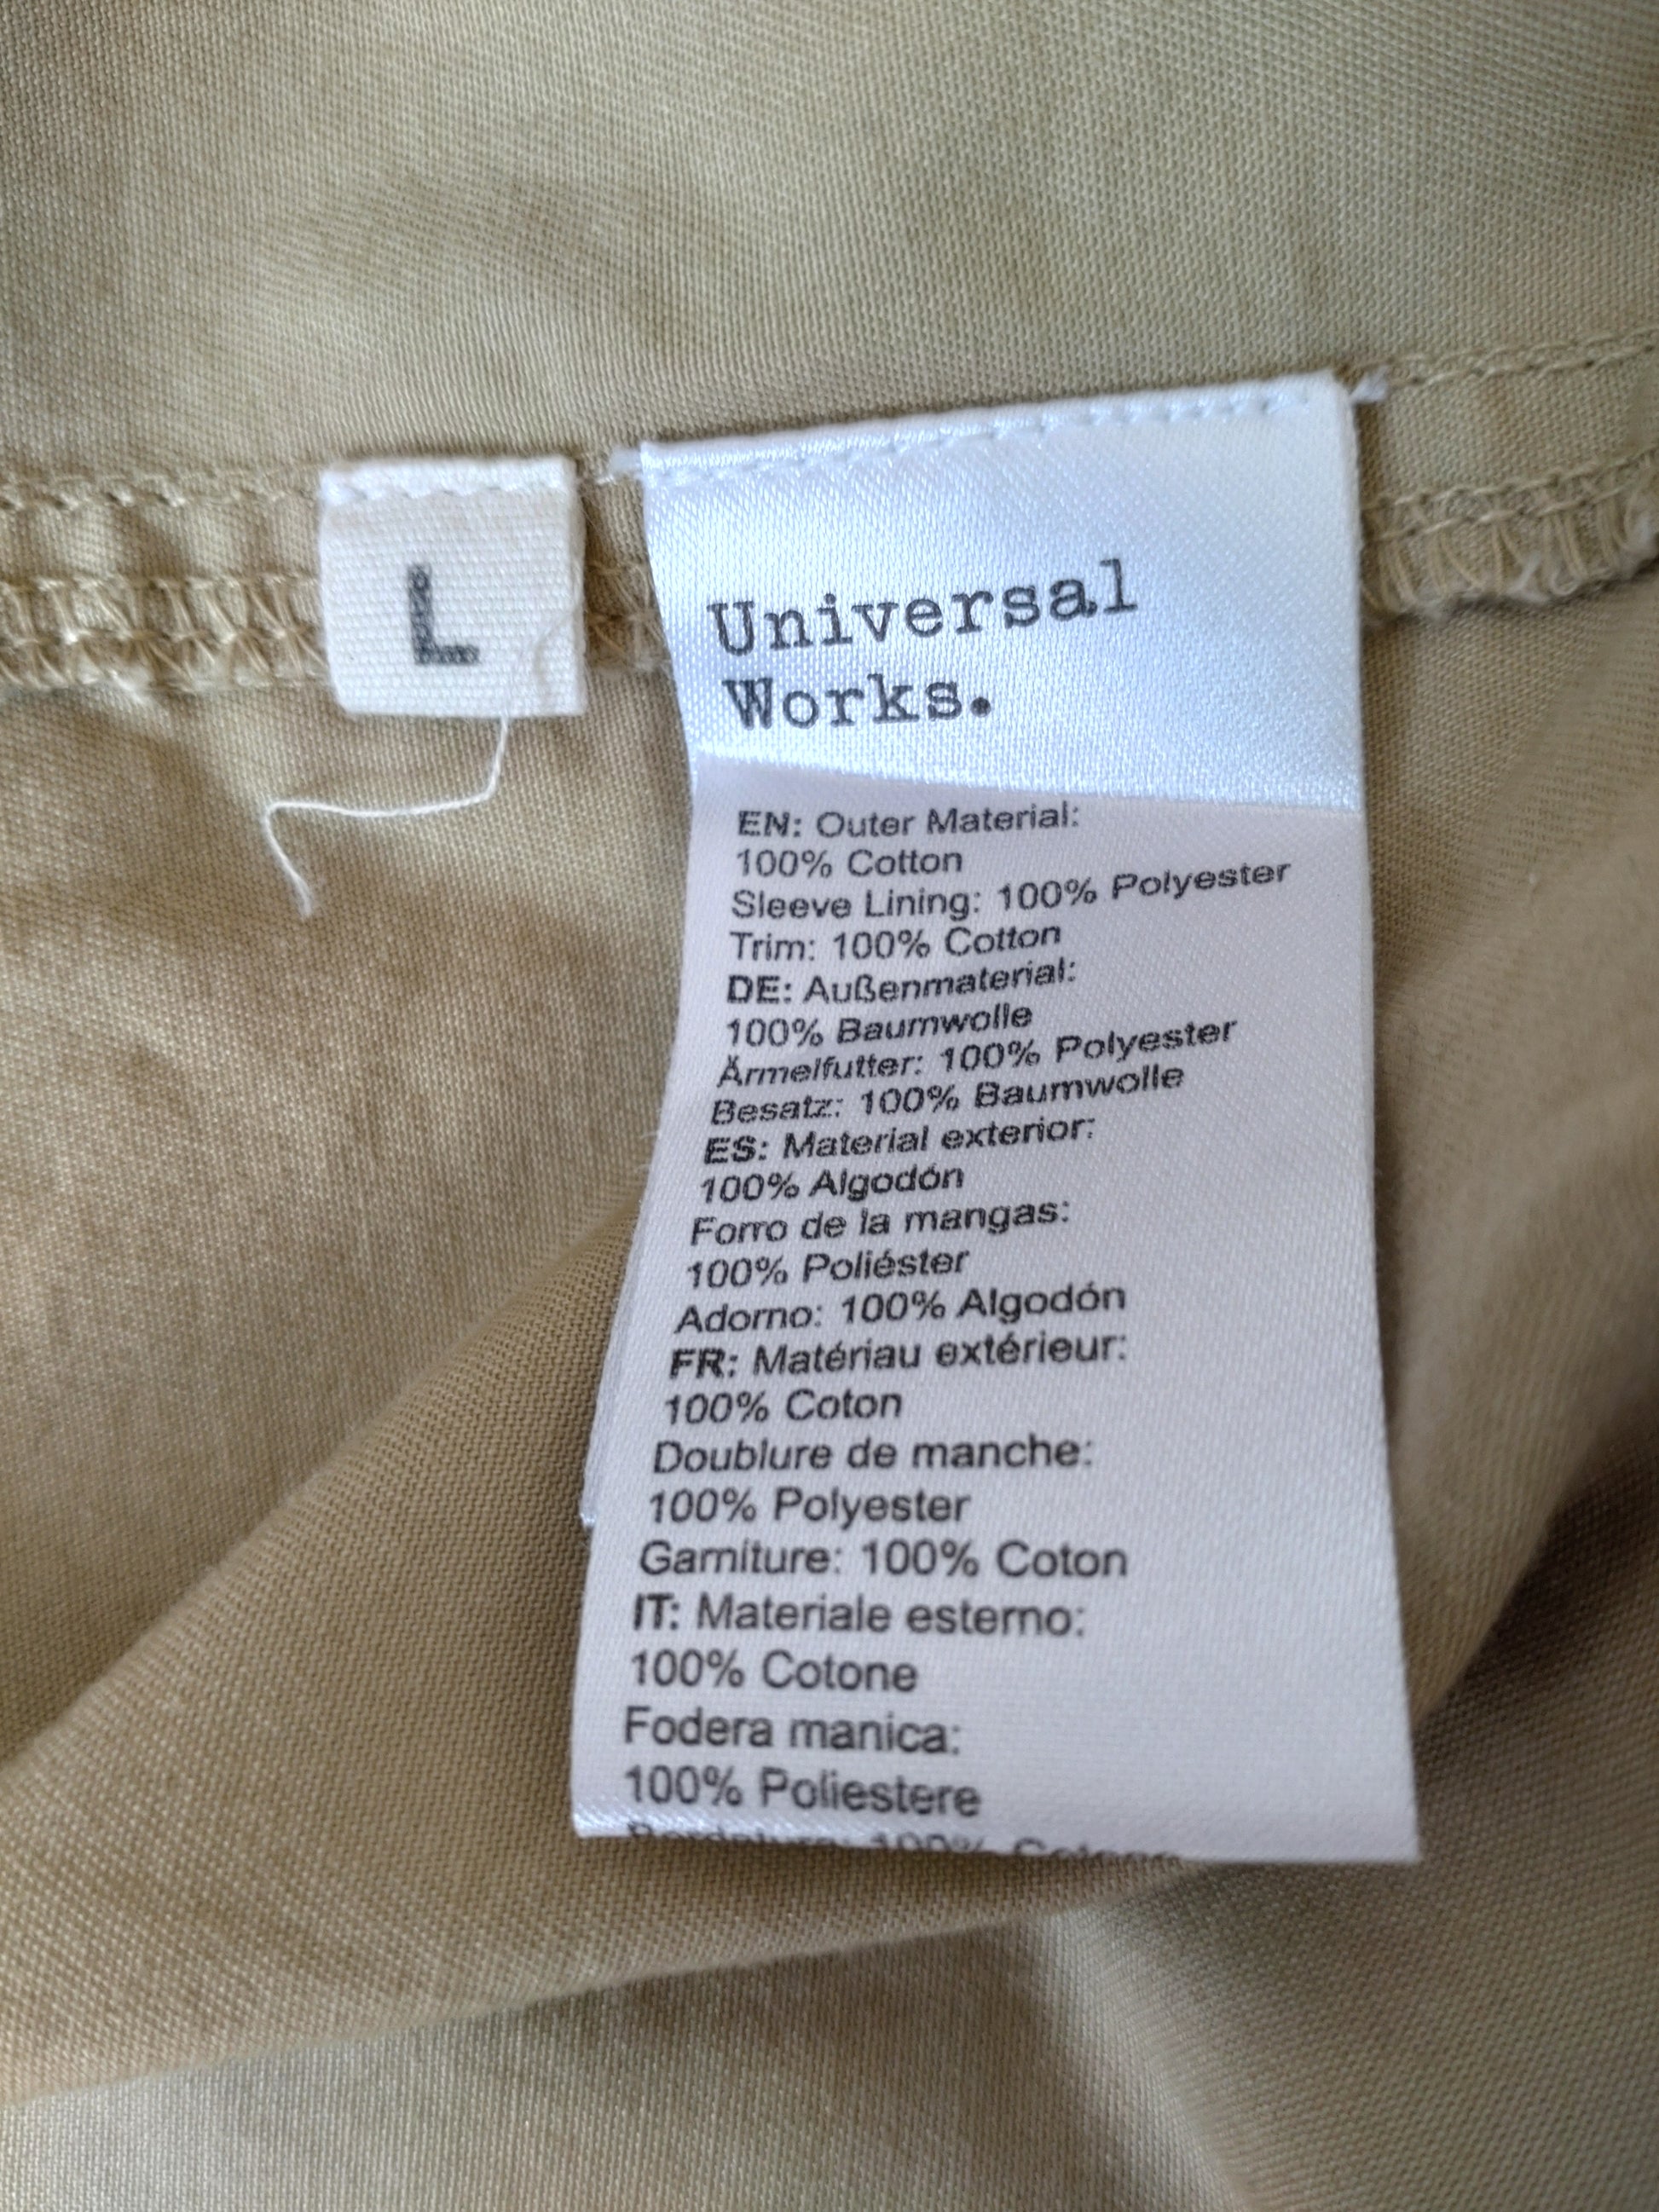 L
Universal
Works.
EN: Outer Material:
100% Cotton
Sleeve Lining: 100% Polyester
Trim: 100% Cotton
DE: Außenmaterial:
100% Baumwolle
Ärmelfutter: 100% Polyester
Besatz: 100% Baumwolle
ES: Material exterior:
100% Algodón
Forro de la mangas:
100% Poliéster
Adorno: 100% Algodón
FR: Matériau extérieur:
100% Coton
Doublure de manche:
100% Polyester
Garniture: 100% Coton
IT: Materiale esterno:
100% Cotone
Fodera manica:
100% Poliestere
Bordatura: 100% Cotone